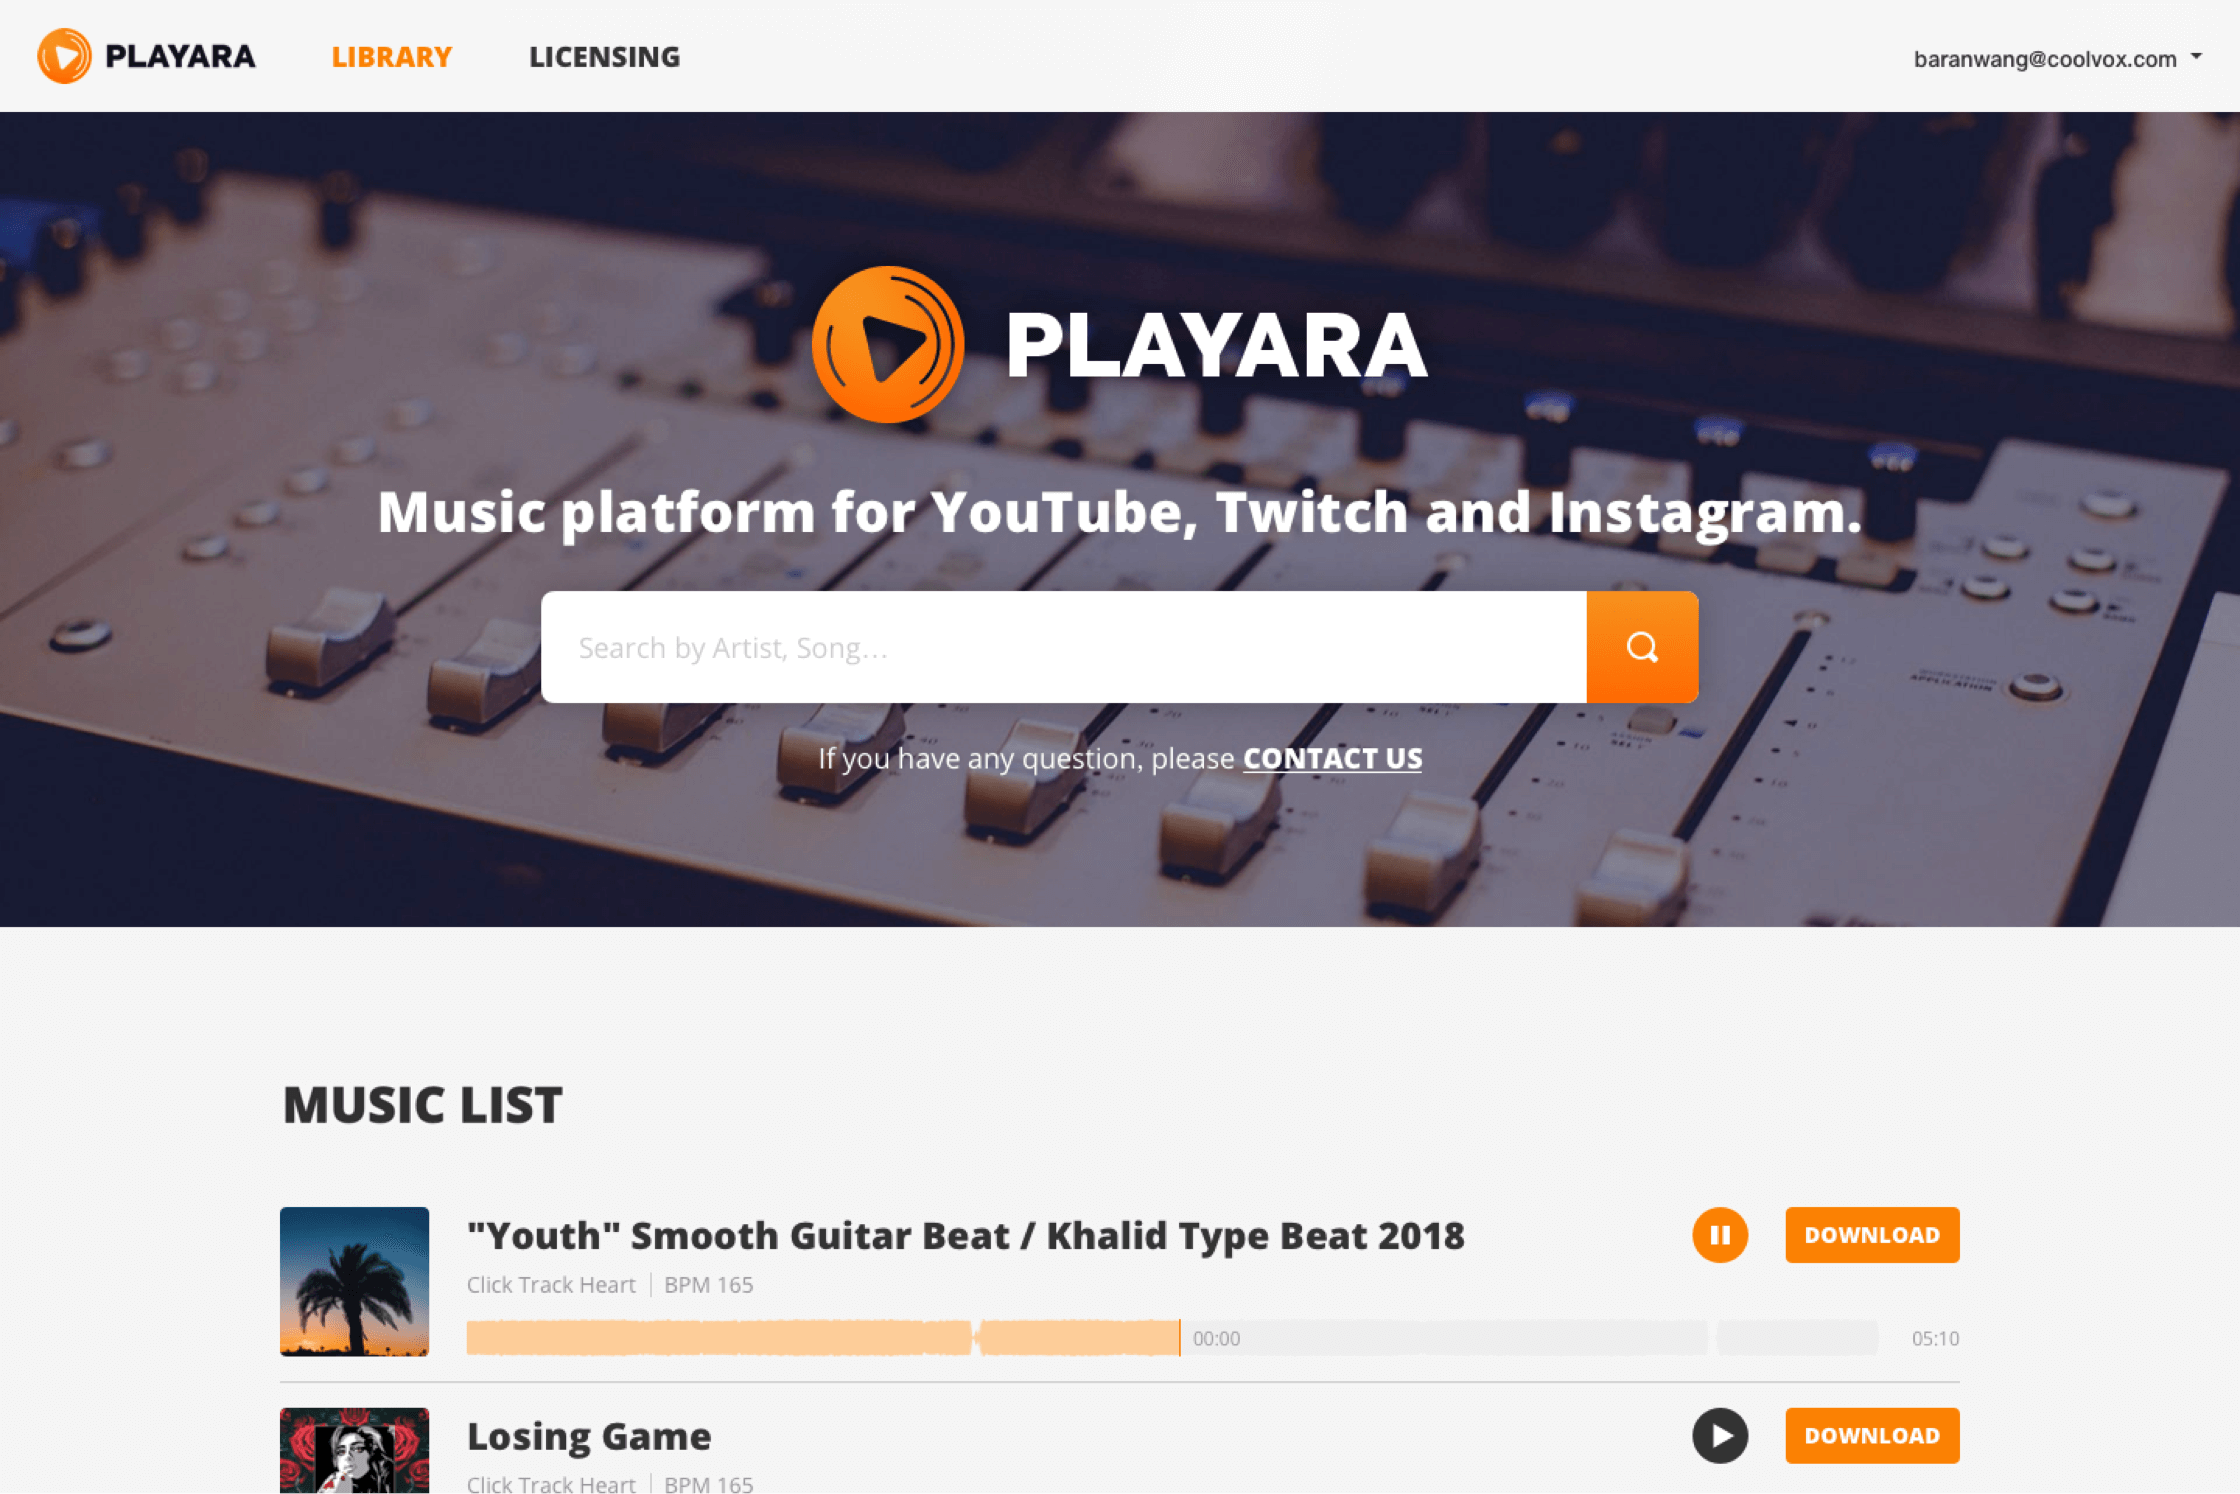 PLAYARA LIBRARY LICENSING baranwang@coolvox.com
PLAYARA
Music platform for YouTube, Twitch and Instagram.
Search by Artist, Song...
If you have any question, please CONTACT US
MUSIC LIST
"Youth" Smooth Guitar Beat / Khalid Type Beat 2018 DOWNLOAD
Click Track Heart BPM 165
00:00 05:10
Losing Game DOWNLOAD
Click Track Heart BPM 165